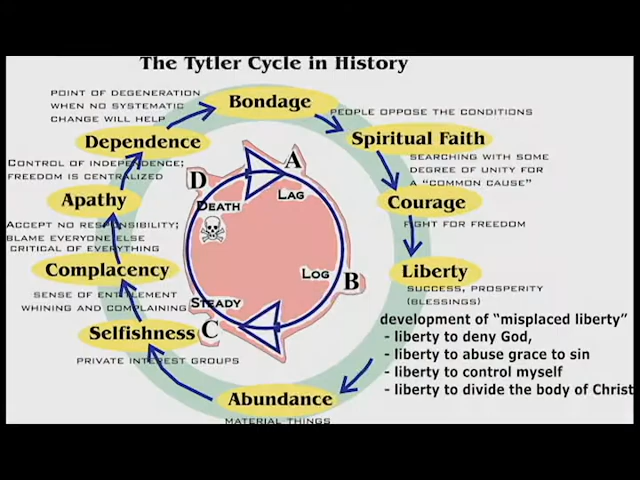 The Tytler Cycle in History
Bondage
PEOPLE OPPOSE THE CONDITIONS
Spiritual Faith
SEARCHING WITH SOME
DEGREE OF UNITY FOR
A “COMMON CAUSE”
Courage
FIGHT FOR FREEDOM
Liberty
SUCCESS, PROSPERITY
(BLESSINGS)
development of “misplaced liberty”
- liberty to deny God,
- liberty to abuse grace to sin
- liberty to control myself
- liberty to divide the body of Christ
Abundance
MATERIAL THINGS
Selfishness
PRIVATE INTEREST GROUPS
Complacency
SENSE OF ENTITLEMENT
WHINING AND COMPLAINING
Apathy
ACCEPT NO RESPONSIBILITY;
BLAME EVERYONE ELSE
CRITICAL OF EVERYTHING
Dependence
CONTROL OF INDEPENDENCE;
FREEDOM IS CENTRALIZED
POINT OF DEGENERATION
WHEN NO SYSTEMATIC
CHANGE WILL HELP
A
LAG
B
LOG
C
STEADY
D
DEATH